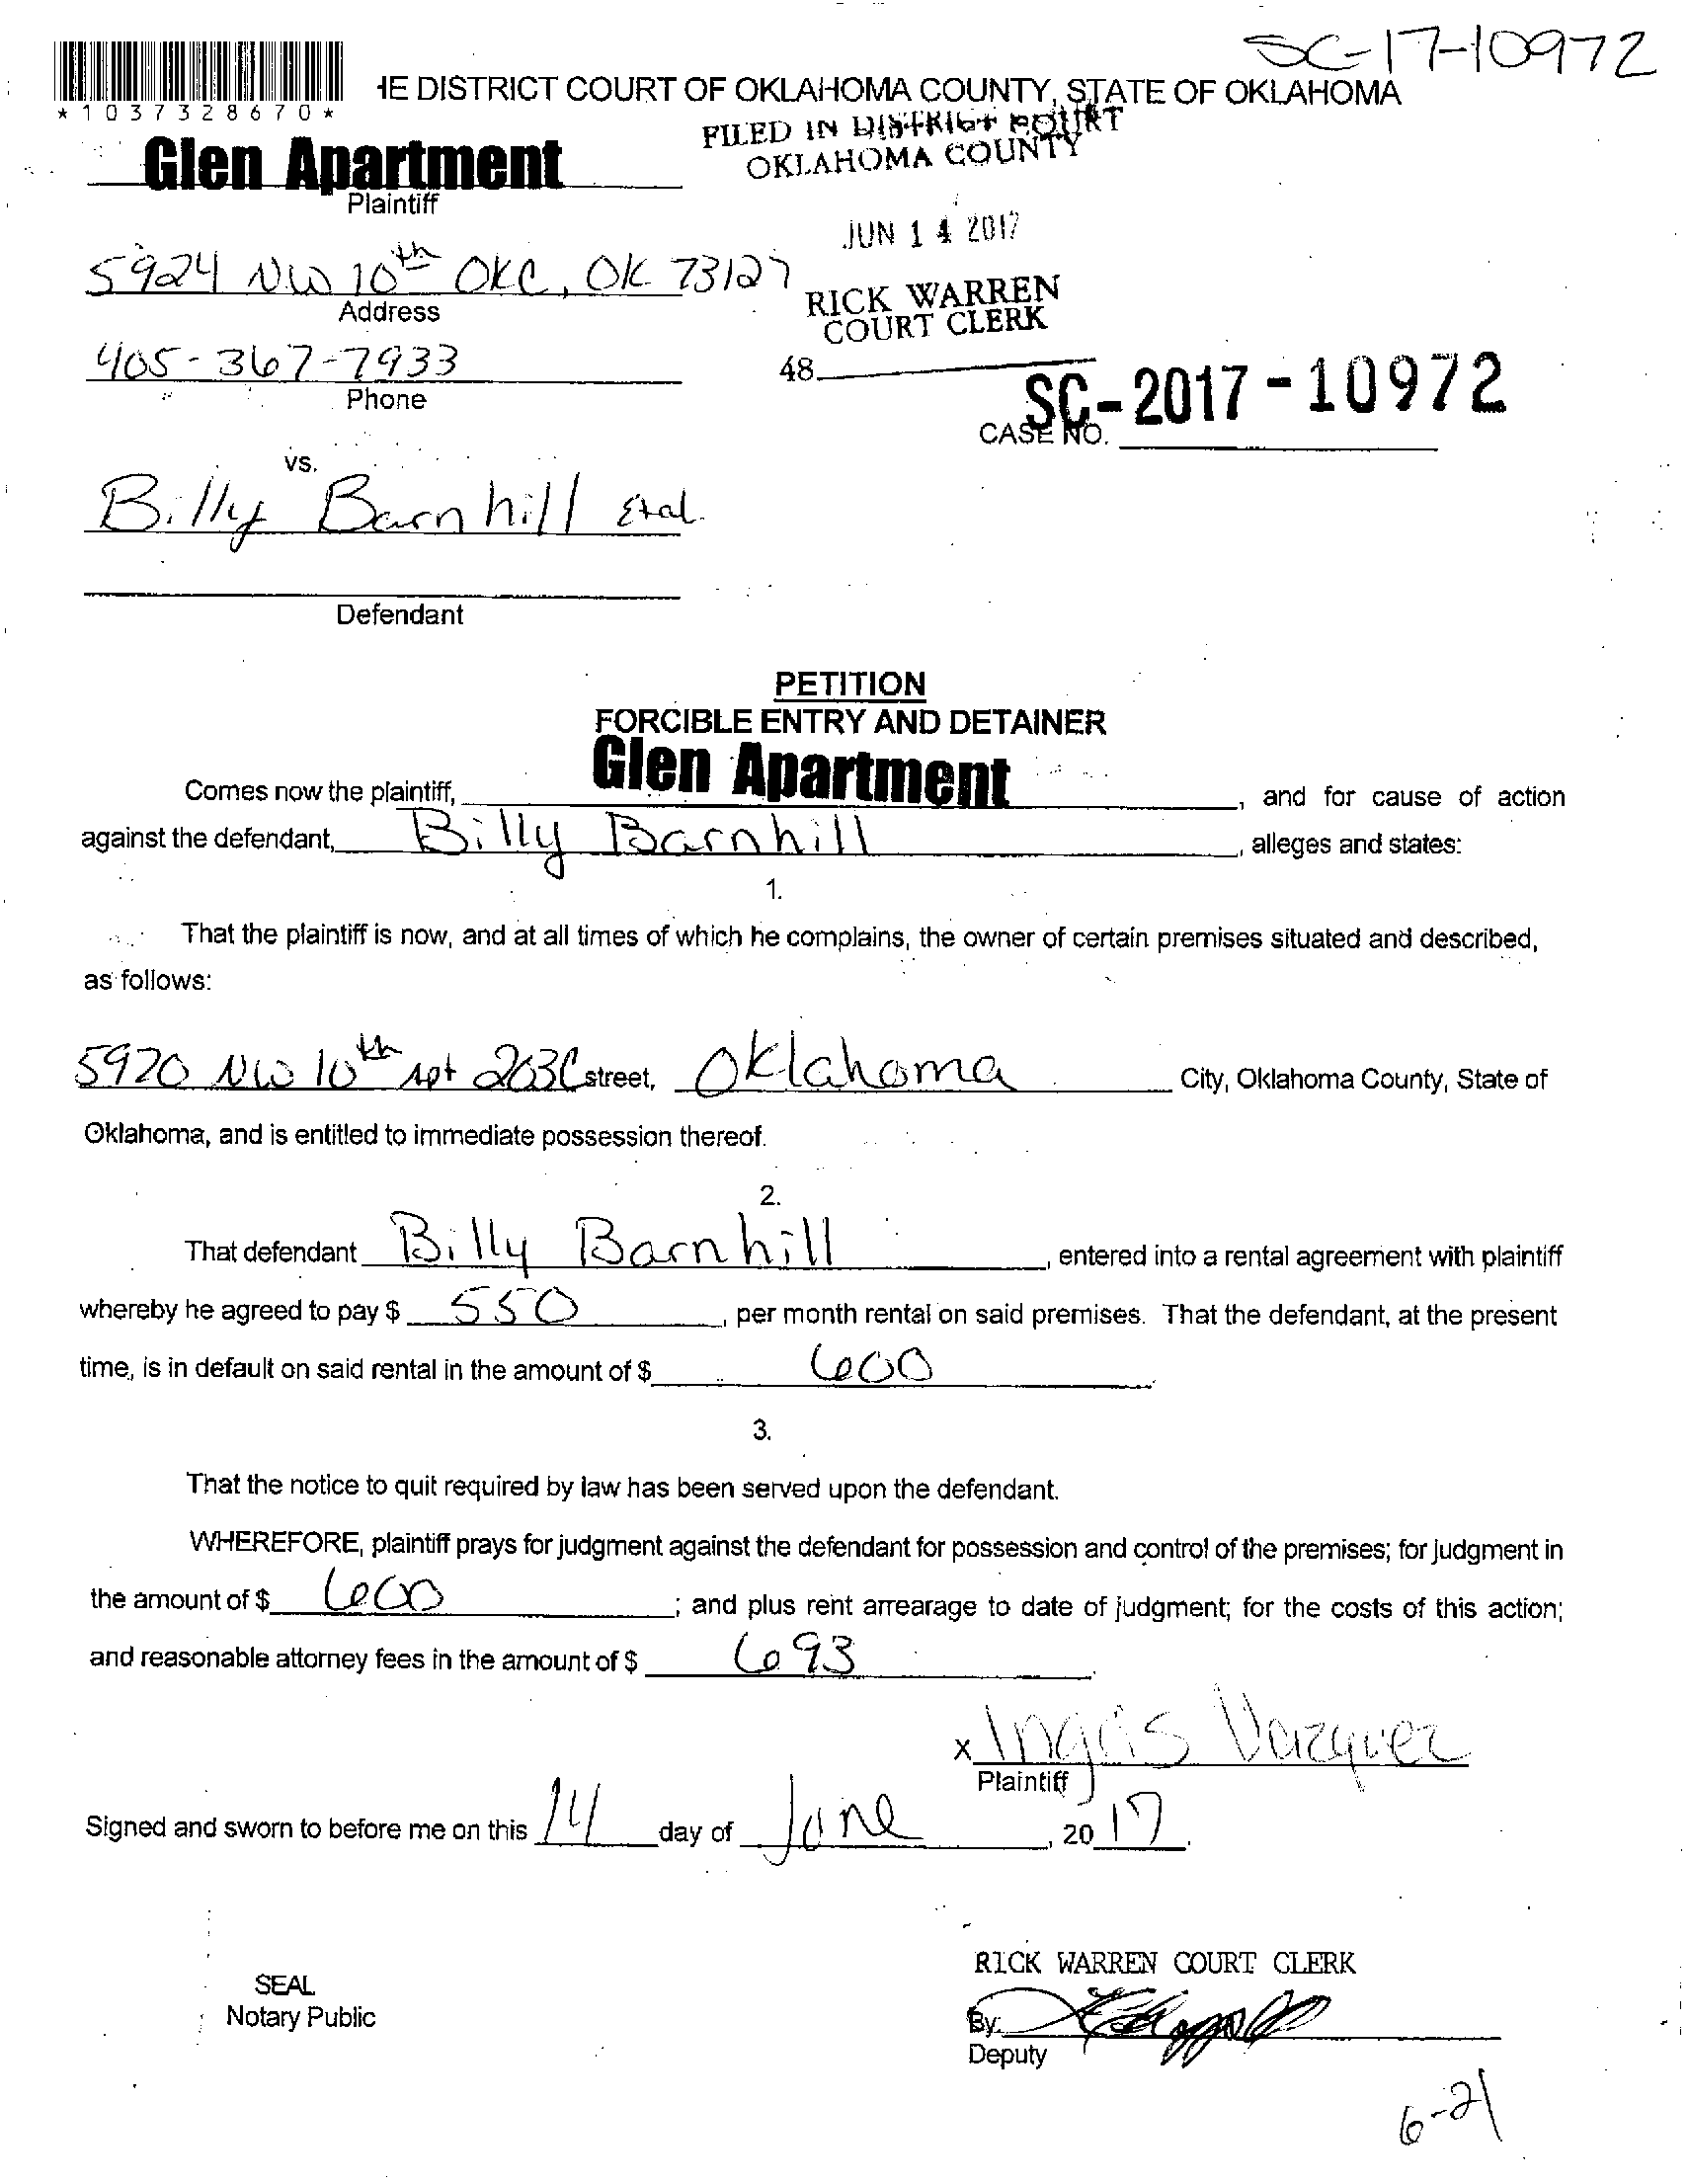 SC-17-10972
*1037328670*
HE DISTRICT COURT OF OKLAHOMA COUNTY, STATE OF OKLAHOMA
FILED IN DISTRICT COURT
OKLAHOMA COUNTY
Glen Apartment
Plaintiff
JUN 14 2017
5924 NW 10th OKC, OK 73127
Address
RICK WARREN
COURT CLERK
405-367-7933
48
Phone
SC-2017-10972
CASE NO.
vs.
Billy Barnhill Etal.
Defendant
PETITION
FORCIBLE ENTRY AND DETAINER
Comes now the plaintiff, Glen Apartment, and for cause of action
against the defendant, Billy Barnhill, alleges and states:
1.
That the plaintiff is now, and at all times of which he complains, the owner of certain premises situated and described,
as follows:
5920 NW 10th Apt 203C street, Oklahoma City, Oklahoma County, State of
Oklahoma, and is entitled to immediate possession thereof.
2.
That defendant Billy Barnhill, entered into a rental agreement with plaintiff
whereby he agreed to pay $ 550, per month rental on said premises. That the defendant, at the present
time, is in default on said rental in the amount of $ 600
3.
That the notice to quit required by law has been served upon the defendant.
WHEREFORE, plaintiff prays for judgment against the defendant for possession and control of the premises; for judgment in
the amount of $ 600; and plus rent arrearage to date of judgment; for the costs of this action;
and reasonable attorney fees in the amount of $ 693
x Ingris Vazquez
Plaintiff
Signed and sworn to before me on this 14 day of June, 2017.
RICK WARREN COURT CLERK
SEAL
Notary Public
By:
Deputy
6-21